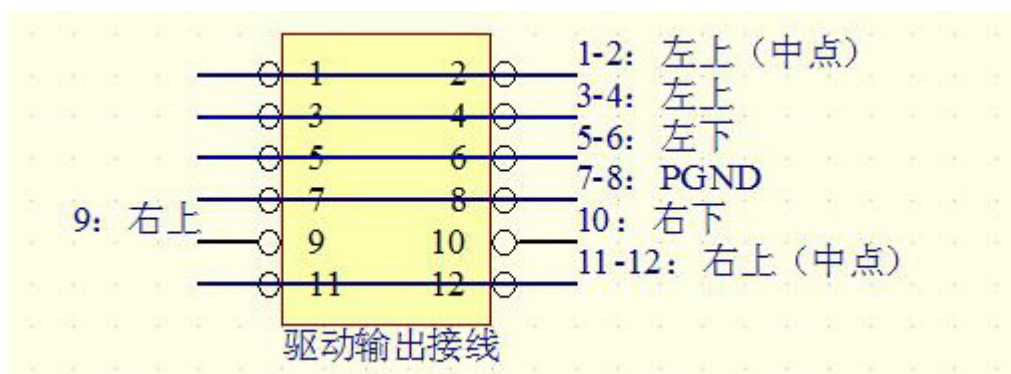 1-2：左上（中点）
1 2
3-4：左上
3 4
5-6：左下
5 6
7-8：PGND
7 8
9：右上
10：右下
9 10
11-12：右上（中点）
11 12
驱动输出接线